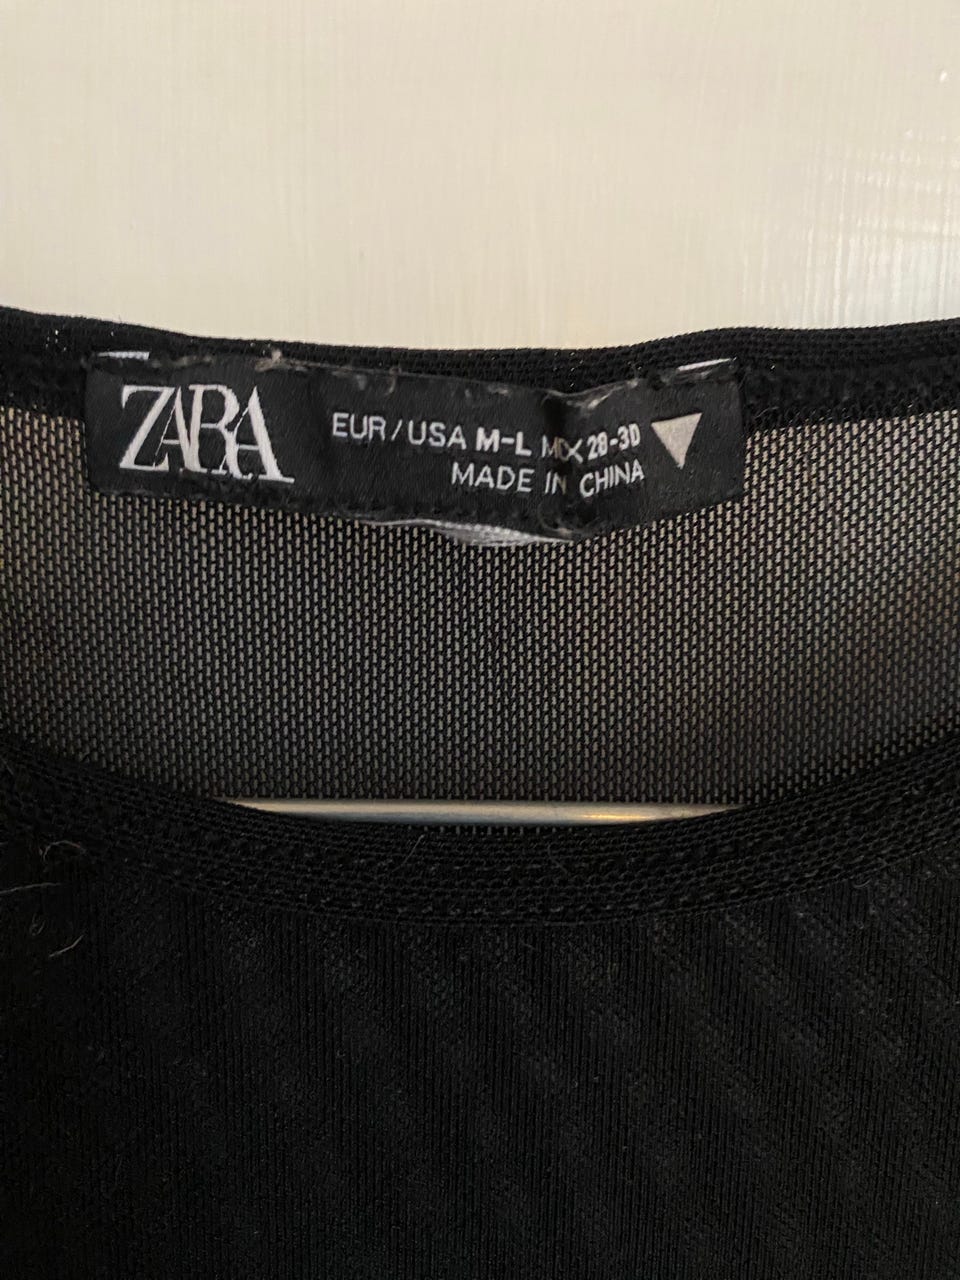 ZARA
EUR/USA M-L MEX 28-30
MADE IN CHINA